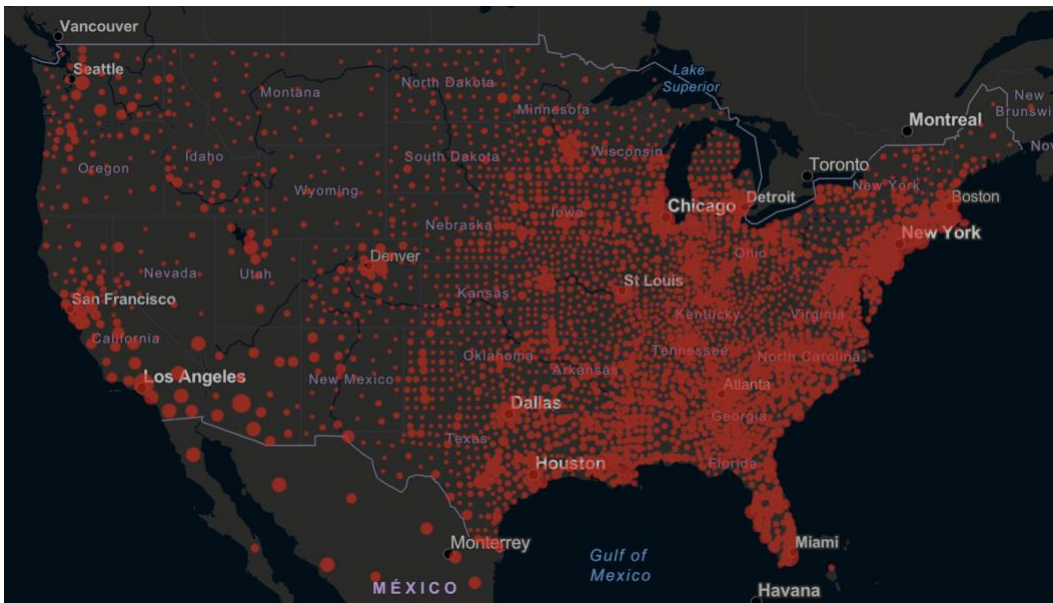 Vancouver
Seattle
Montana
North Dakota
Minnesota
Lake
Superior
New
Brunswi
Montreal
Nov
Oregon
Idaho
South Dakota
Wisconsin
Toronto
Wyoming
New York
Detroit
Boston
Chicago
Nebraska
Iowa
New York
Nevada
Utah
Denver
Ohio
San Francisco
Kansas
St Louis
Kentucky
Virginia
California
Oklahoma
Tennessee
North Carolina
Los Angeles
New Mexico
Arkansas
Atlanta
Dallas
Georgia
Texas
Houston
Florida
Monterrey
Gulf of
Mexico
Miami
MÉXICO
Havana